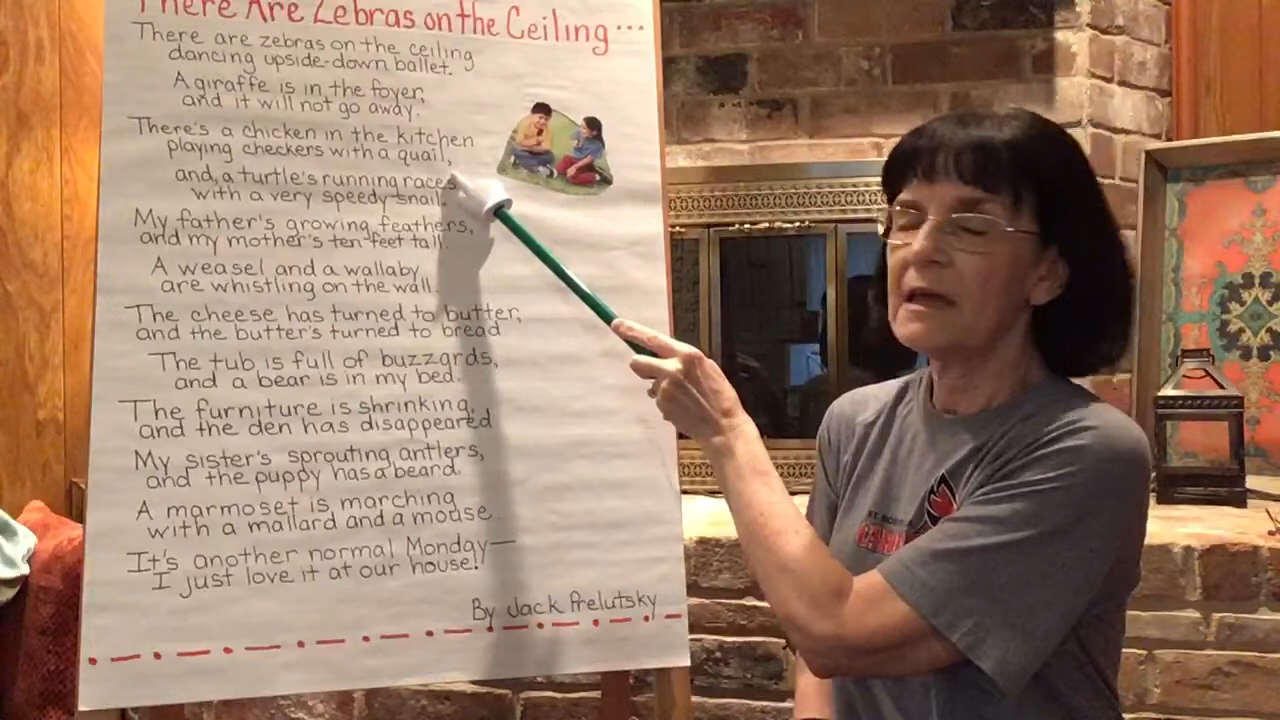 There Are Zebras on the Ceiling...
There are zebras on the ceiling
dancing upside-down ballet.
A giraffe is in the foyer,
and it will not go away.
There's a chicken in the kitchen
playing checkers with a quail,
and, a turtle's running races
with a very speedy snail.
My father's growing feathers,
and my mother's ten-feet tall.
A weasel and a wallaby
are whistling on the wall.
The cheese has turned to butter,
and the butter's turned to bread
The tub is full of buzzards,
and a bear is in my bed.
The furniture is shrinking,
and the den has disappeared
My sister's sprouting antlers,
and the puppy has a beard.
A marmoset is marching
with a mallard and a mouse
It's another normal Monday—
I just love it at our house!
By Jack Prelutsky